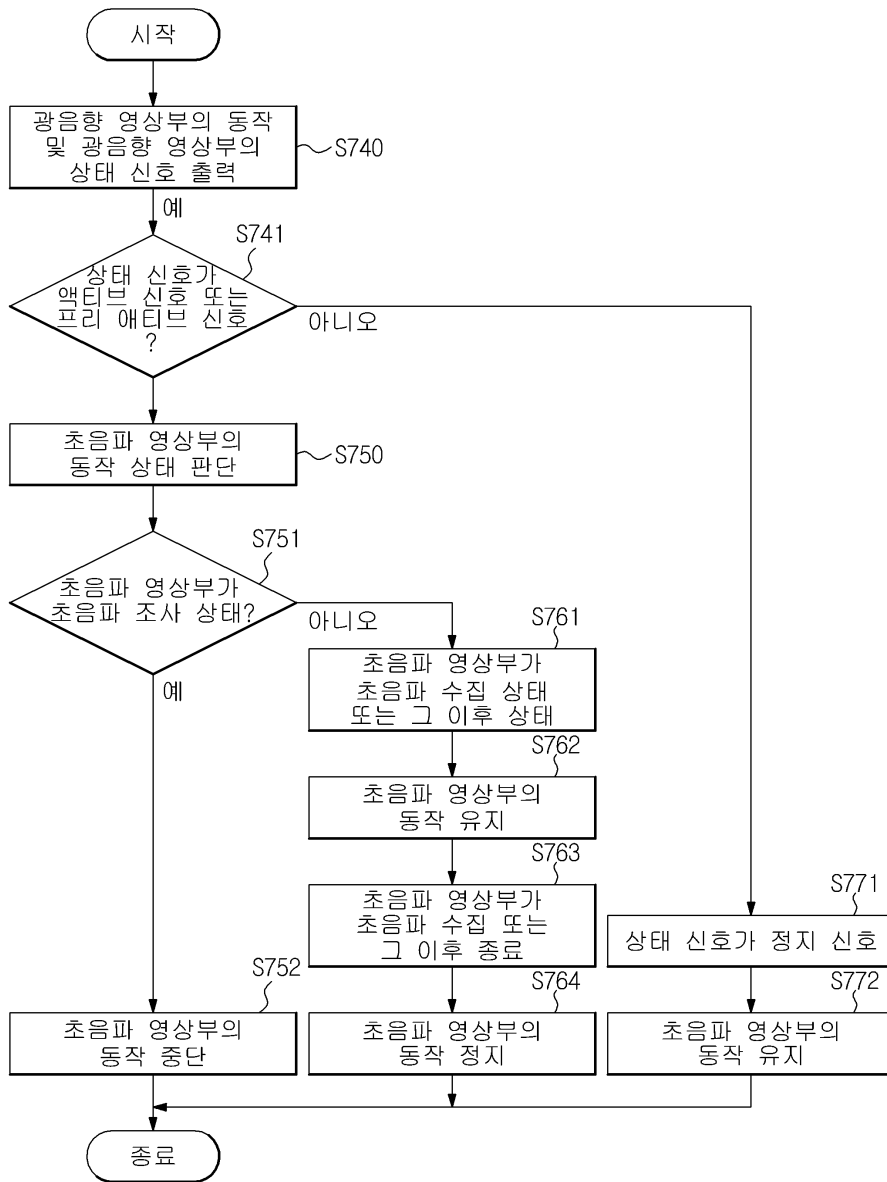 시작
광음향 영상부의 동작
및 광음향 영상부의
상태 신호 출력
S740
예
S741
상태 신호가
액티브 신호 또는
프리 애티브 신호
?
아니오
초음파 영상부의
동작 상태 판단
S750
S751
초음파 영상부가
초음파 조사 상태?
아니오
예
S761
초음파 영상부가
초음파 수집 상태
또는 그 이후 상태
S762
초음파 영상부의
동작 유지
S763
초음파 영상부가
초음파 수집 또는
그 이후 종료
S771
상태 신호가 정지 신호
S752
초음파 영상부의
동작 중단
S764
초음파 영상부의
동작 정지
S772
초음파 영상부의
동작 유지
종료